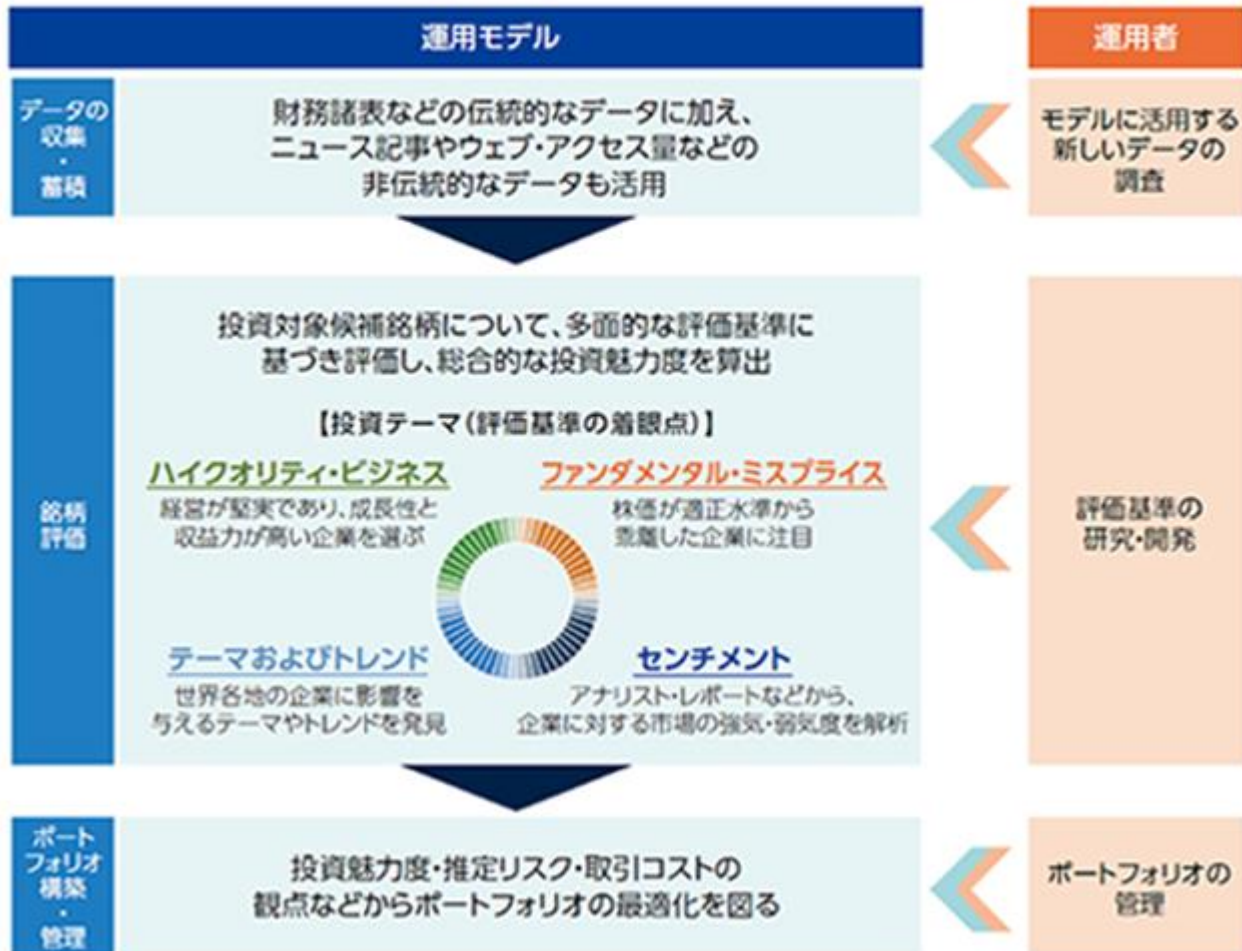 運用モデル
運用者
データの
収集
・
蓄積
財務諸表などの伝統的なデータに加え、
ニュース記事やウェブ・アクセス量などの
非伝統的なデータも活用
モデルに活用する
新しいデータの
調査
銘柄
評価
投資対象候補銘柄について、多面的な評価基準に
基づき評価し、総合的な投資魅力度を算出
【投資テーマ(評価基準の着眼点)】
ハイクオリティ・ビジネス
経営が堅実であり、成長性と
収益力が高い企業を選ぶ
ファンダメンタル・ミスプライス
株価が適正水準から
乖離した企業に注目
テーマおよびトレンド
世界各地の企業に影響を
与えるテーマやトレンドを発見
センチメント
アナリスト・レポートなどから、
企業に対する市場の強気・弱気度を解析
評価基準の
研究・開発
ポート
フォリオ
構築
・
管理
投資魅力度・推定リスク・取引コストの
観点などからポートフォリオの最適化を図る
ポートフォリオの
管理